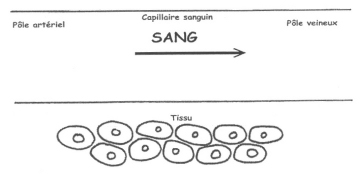 Capillaire sanguin
Pôle artériel
Pôle veineux
SANG
Tissu